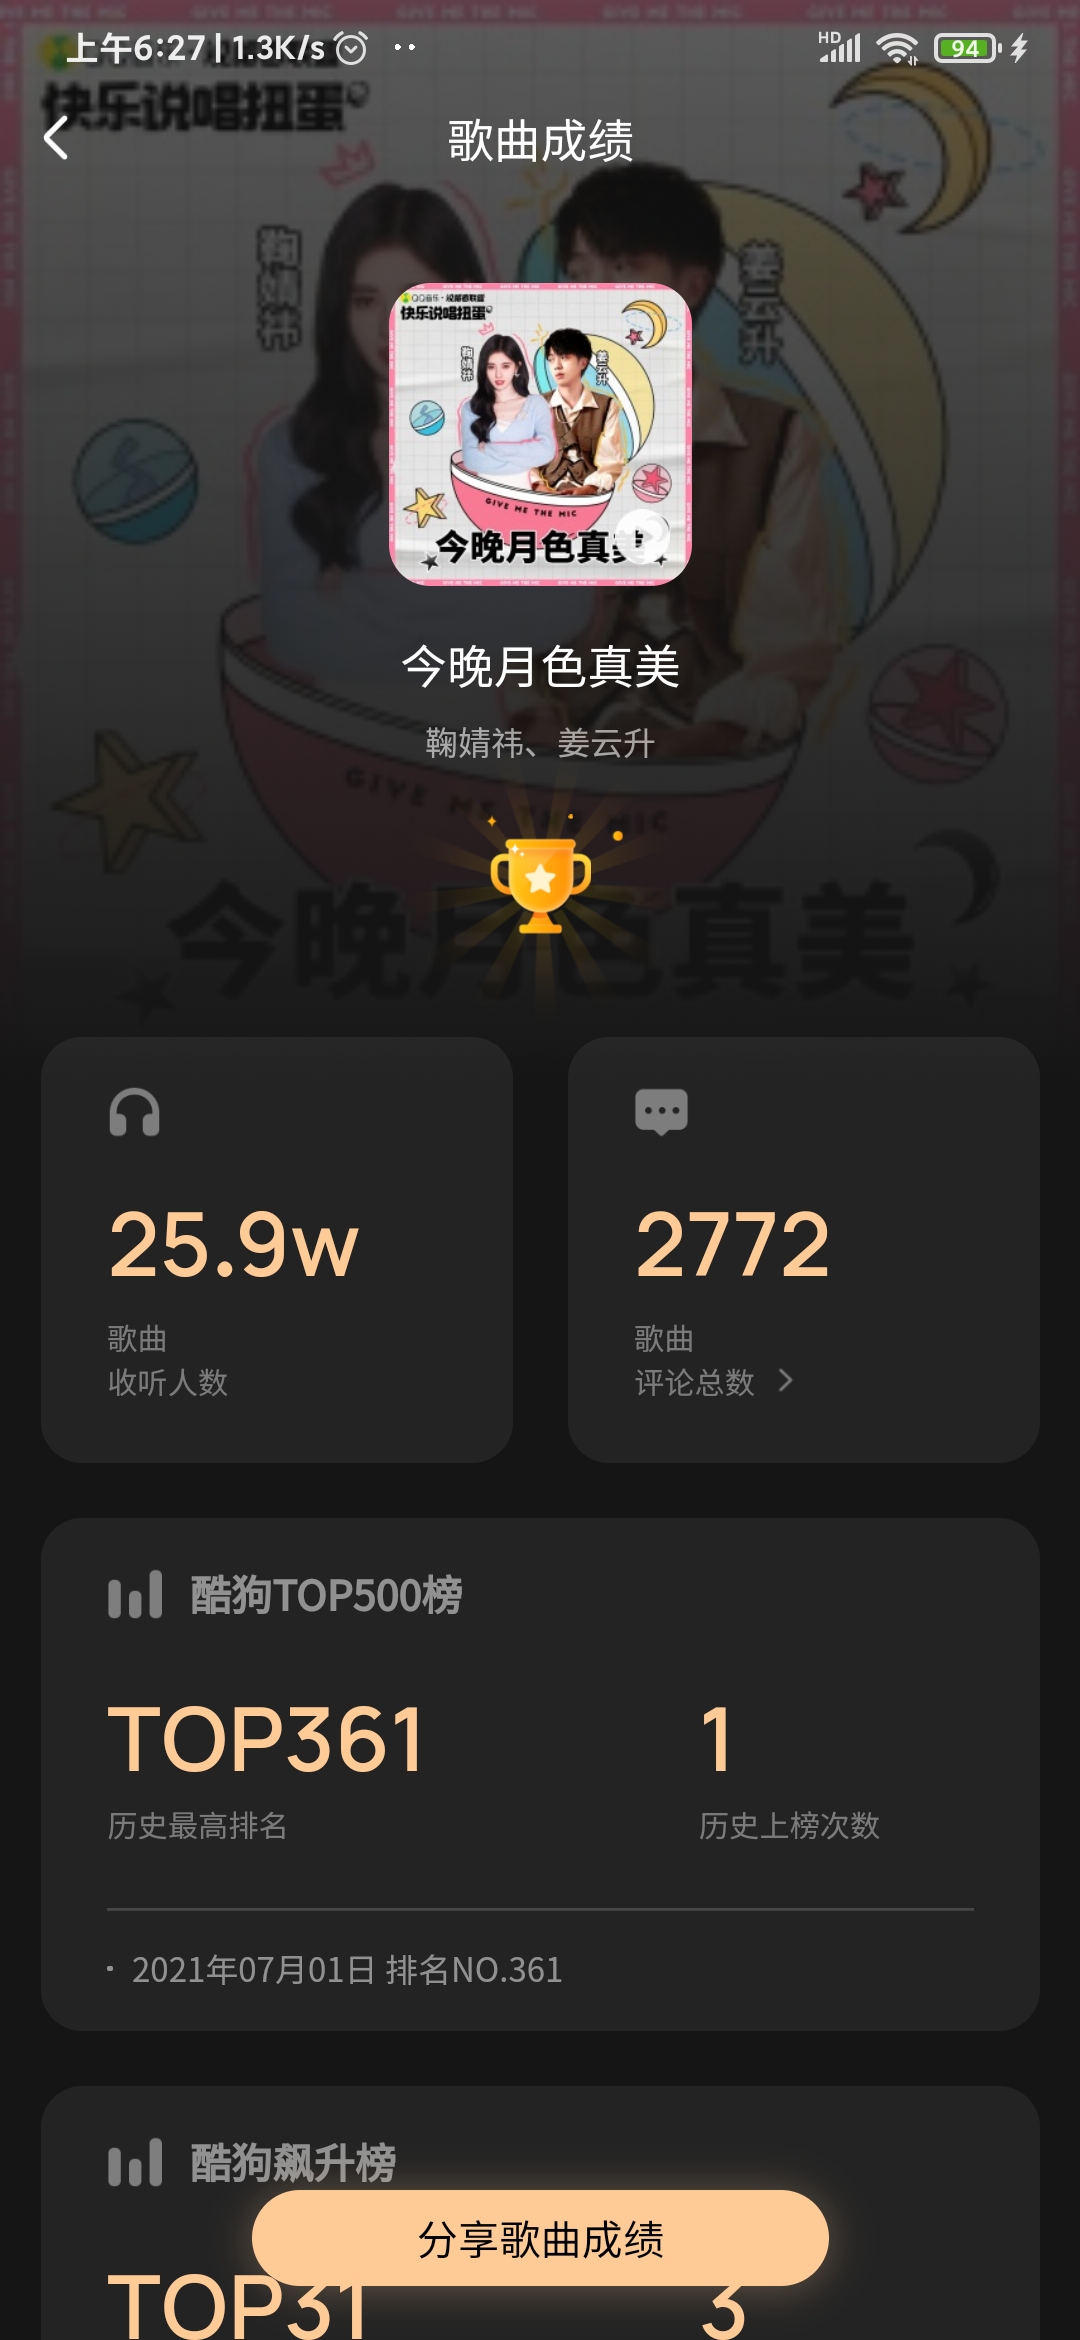 上午6:27 | 1.3K/s
HD
94
快乐说唱扭蛋
歌曲成绩
鞠婧祎
姜云升
QQ音乐·说唱者联盟
快乐说唱扭蛋
鞠婧祎
姜云升
GIVE ME THE MIC
今晚月色真美
今晚月色真美
鞠婧祎、姜云升
GIVE ME THE MIC
今晚月色真美
25.9w
2772
歌曲
收听人数
歌曲
评论总数
酷狗TOP500榜
TOP361
1
历史最高排名
历史上榜次数
· 2021年07月01日 排名NO.361
酷狗飙升榜
分享歌曲成绩
TOP31
3